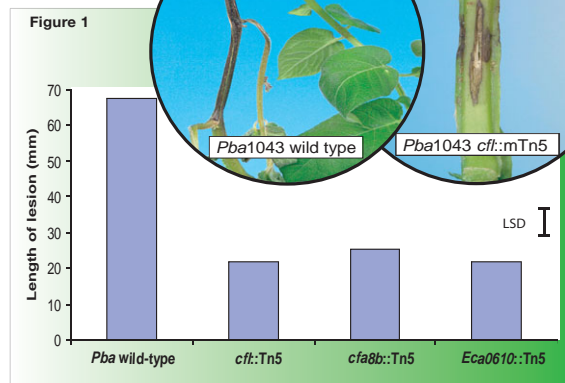 Figure 1
Pba1043 wild type
Pba1043 cfl::mTn5
Length of lesion (mm)
70
60
50
40
30
20
10
0
LSD
Pba wild-type
cfl::Tn5
cfa8b::Tn5
Eca0610::Tn5